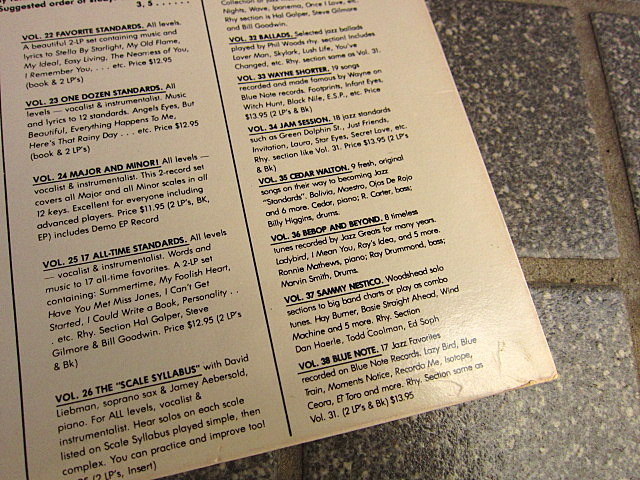 Suggested order of study
3, 5 . . . . . .
VOL. 22 FAVORITE STANDARDS. All levels.
A beautiful 2-LP set containing music and
lyrics to Stella By Starlight, My Old Flame,
My Ideal, Easy Living, The Nearness of You,
I Remember You, . . . etc. Price $12.95
(book & 2 LP's)
VOL. 23 ONE DOZEN STANDARDS. All
levels — vocalist & instrumentalist. Music
and lyrics to 12 standards. Angels Eyes, But
Beautiful, Everything Happens To Me,
Here's That Rainy Day . . . etc. Price $12.95
(book & 2 LP's)
VOL. 24 MAJOR AND MINOR! All levels —
vocalist & instrumentalist. This 2-record set
covers all Major and all Minor scales in all
12 keys. Excellent for everyone including
advanced players. Price $11.95 (2 LP's, BK,
EP) includes Demo EP Record
VOL. 25 17 ALL-TIME STANDARDS. All levels
— vocalist & instrumentalist. Words and
music to 17 all-time favorites. A 2-LP set
containing: Summertime, My Foolish Heart,
Have You Met Miss Jones, I Can't Get
Started, I Could Write a Book, Personality . .
. etc. Rhy. Section Hal Galper, Steve
Gilmore & Bill Goodwin. Price $12.95 (2 LP's
& Bk)
VOL. 26 THE "SCALE SYLLABUS" with David
Liebman, soprano sax & Jamey Aebersold,
piano. For ALL levels, vocalist &
instrumentalist. Hear solos on each scale
listed on Scale Syllabus played simple, then
complex. You can practice and improve too!
(2 LP's, Insert)
Nights, Wave, Ipanema, Once I Love, etc.
Rhy section is Hal Galper, Steve Gilmore
and Bill Goodwin.
VOL. 32 BALLADS. Selected jazz ballads
played by Phil Woods rhy. section! Includes
Lover Man, Skylark, Lush Life, You've
Changed, etc. Rhy. section same as Vol. 31.
VOL. 33 WAYNE SHORTER. 19 songs
recorded and made famous by Wayne on
Blue Note records. Footprints, Infant Eyes,
Witch Hunt, Black Nile, E.S.P., etc. Price
$13.95 (2 LP's & Bk)
VOL. 34 JAM SESSION. 18 jazz standards
such as Green Dolphin St., Just Friends,
Invitation, Laura, Star Eyes, Secret Love, etc.
Rhy. section like Vol. 31. Price $13.95 (2 LP's
& Bk)
VOL. 35 CEDAR WALTON. 9 fresh, original
songs on their way to becoming Jazz
"Standards". Bolivia, Maestro, Ojos De Rojo
and 6 more. Cedar, piano; R. Carter, bass;
Billy Higgins, drums.
VOL. 36 BEBOP AND BEYOND. 8 timeless
tunes recorded by Jazz Greats for many years.
Ladybird, I Mean You, Ray's Idea, and 5 more.
Ronnie Mathews, piano; Ray Drummond, bass;
Marvin Smith, Drums.
VOL. 37 SAMMY NESTICO. Woodshead solo
sections to big band charts or play as combo
tunes. Hay Burner, Basie Straight Ahead, Wind
Machine and 5 more. Rhy. Section
Dan Haerle, Todd Coolman, Ed Soph
VOL. 38 BLUE NOTE. 17 Jazz Favorites
recorded on Blue Note Records. Lazy Bird, Blue
Train, Moments Notice, Recorda Me, Isotope,
Ceora, El Toro and more. Rhy. Section same as
Vol. 31. (2 LP's & Bk) $13.95